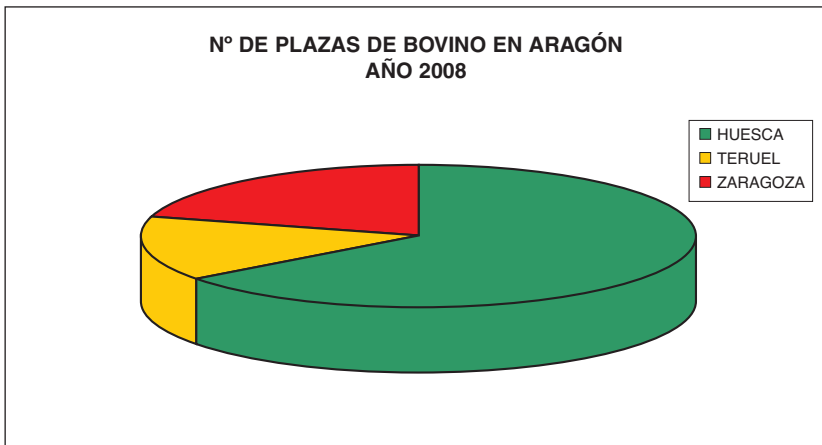 Nº DE PLAZAS DE BOVINO EN ARAGÓN
AÑO 2008
HUESCA
TERUEL
ZARAGOZA